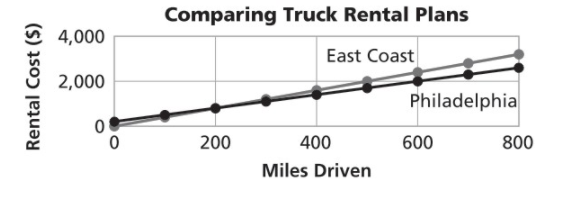 Comparing Truck Rental Plans
Rental Cost ($)
4,000
2,000
0
East Coast
Philadelphia
0 200 400 600 800
Miles Driven